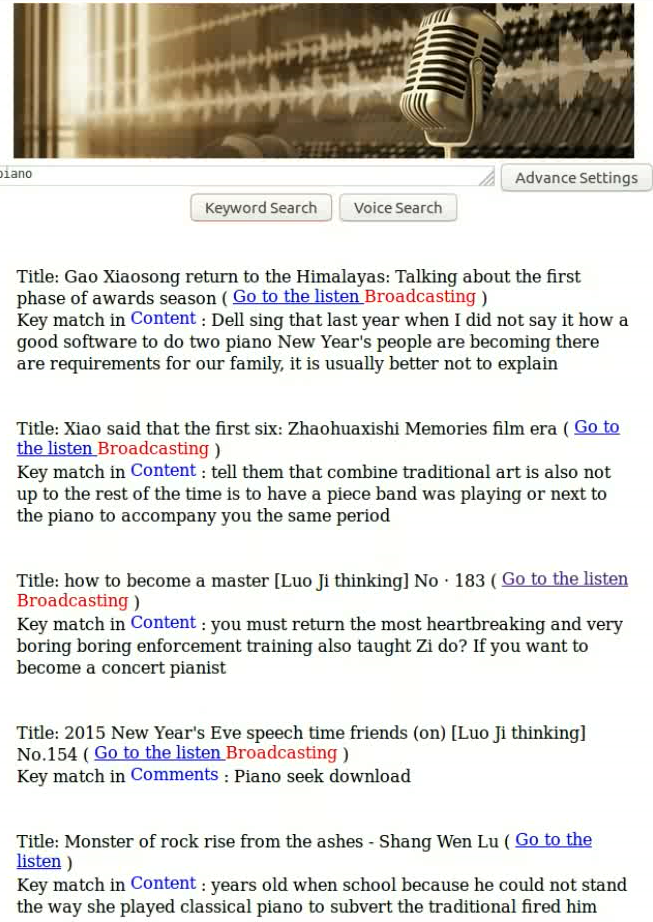 piano
Advance Settings
Keyword Search
Voice Search
Title: Gao Xiaosong return to the Himalayas: Talking about the first
phase of awards season ( Go to the listen Broadcasting )
Key match in Content : Dell sing that last year when I did not say it how a
good software to do two piano New Year's people are becoming there
are requirements for our family, it is usually better not to explain
Title: Xiao said that the first six: Zhaohuaxishi Memories film era ( Go to
the listen Broadcasting )
Key match in Content : tell them that combine traditional art is also not
up to the rest of the time is to have a piece band was playing or next to
the piano to accompany you the same period
Title: how to become a master [Luo Ji thinking] No · 183 ( Go to the listen
Broadcasting )
Key match in Content : you must return the most heartbreaking and very
boring boring enforcement training also taught Zi do? If you want to
become a concert pianist
Title: 2015 New Year's Eve speech time friends (on) [Luo Ji thinking]
No.154 ( Go to the listen Broadcasting )
Key match in Comments : Piano seek download
Title: Monster of rock rise from the ashes - Shang Wen Lu ( Go to the
listen )
Key match in Content : years old when school because he could not stand
the way she played classical piano to subvert the traditional fired him